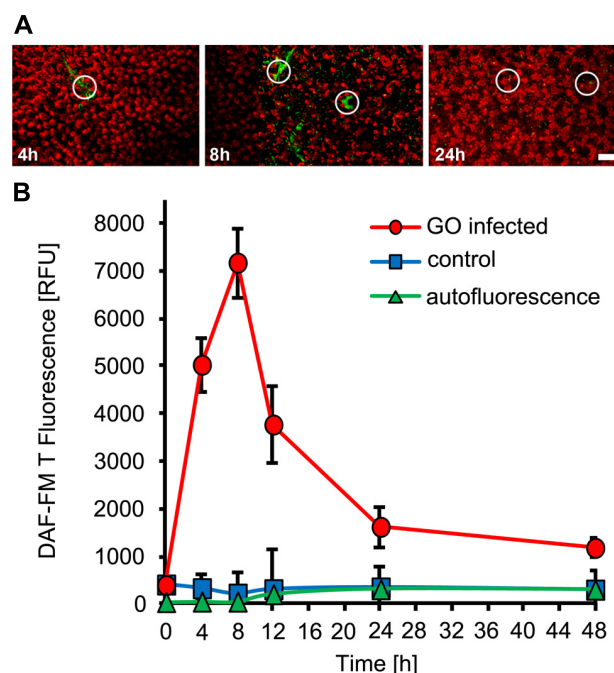 A
4h
8h
24h
B
DAF-FM T Fluorescence [RFU]
8000
7000
6000
5000
4000
3000
2000
1000
0
GO infected
control
autofluorescence
0 4 8 12 16 20 24 28 32 36 40 44 48
Time [h]